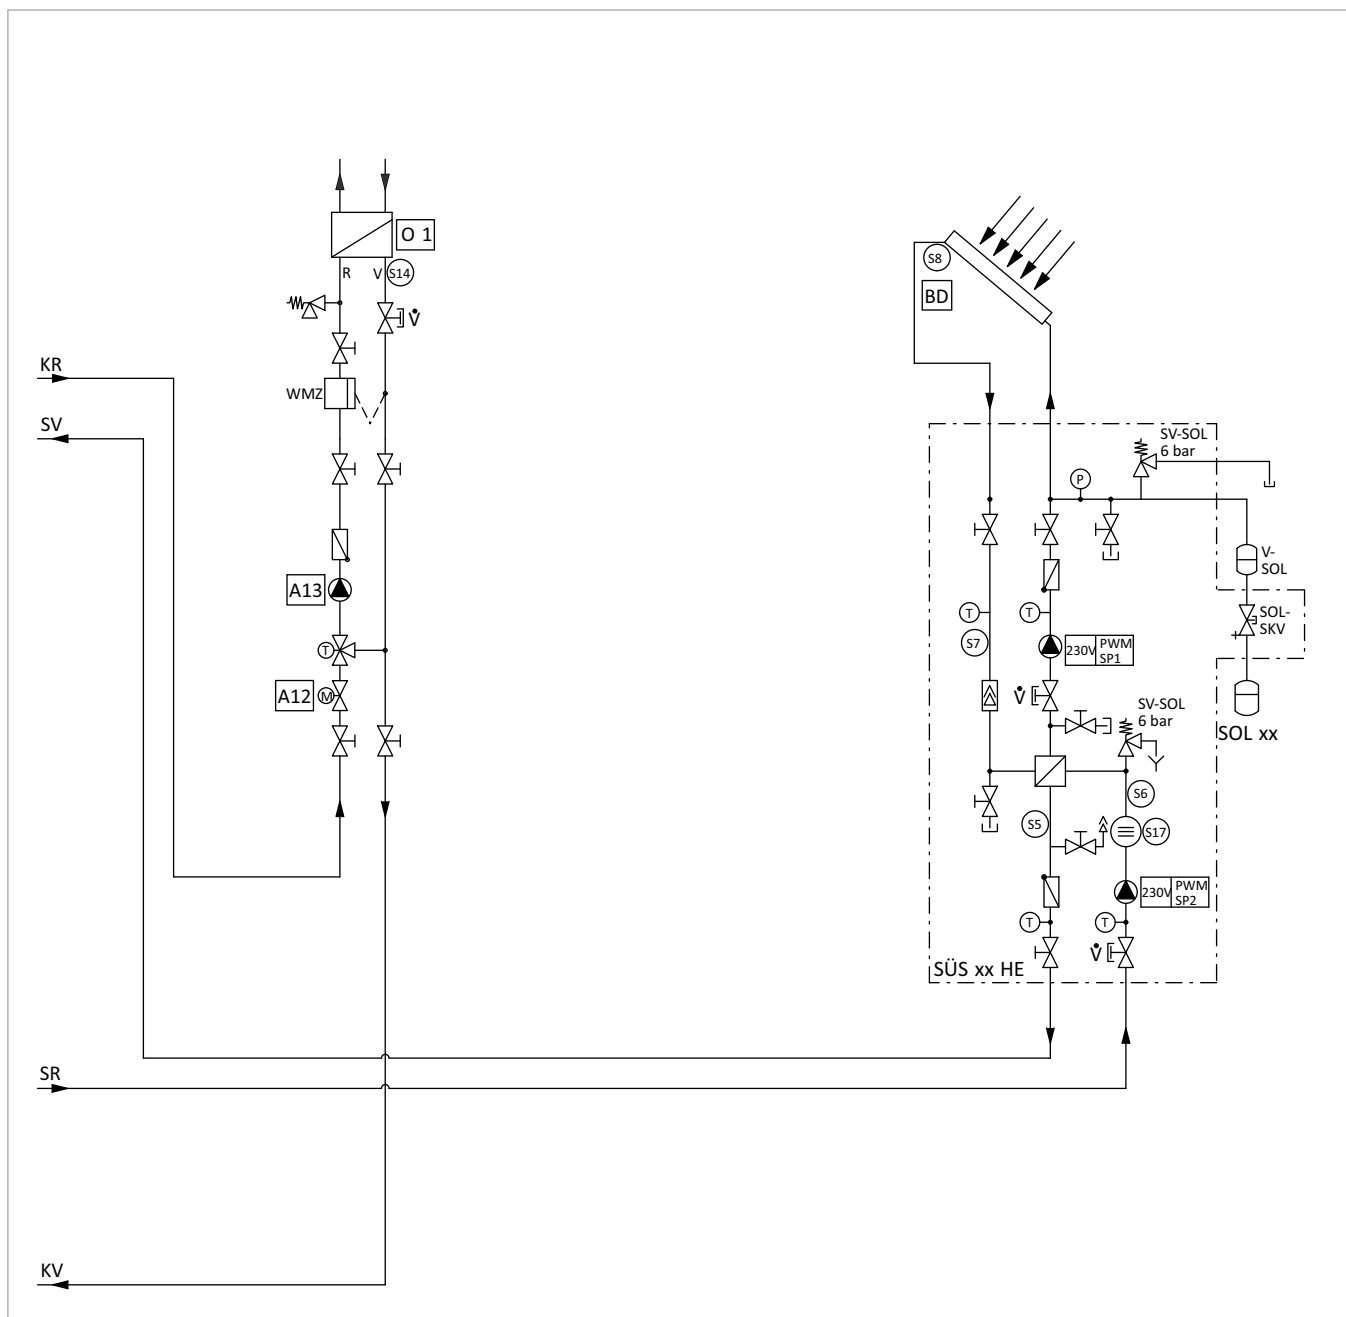 O 1
R
V
S14
V̇
S8
BD
KR
WMZ
SV
SV-SOL
6 bar
P
V-
SOL
A13
T
T
SOL-
SKV
S7
230V
PWM
SP1
T
A12
M
V̇
SV-SOL
6 bar
SOL xx
S6
S5
S17
230V
PWM
SP2
T
T
V̇
SÜS xx HE
SR
KV